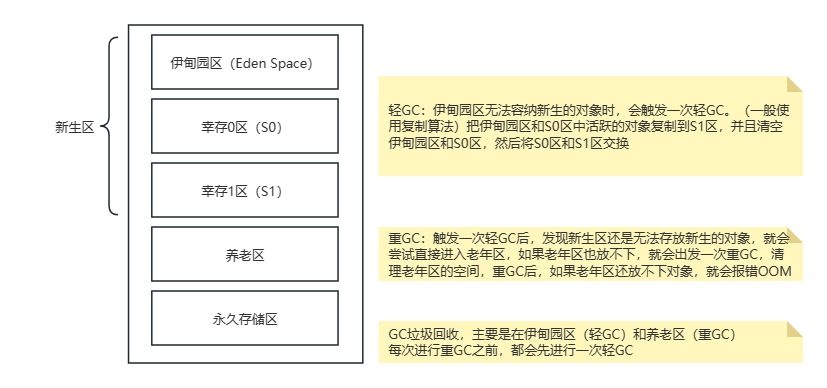 伊甸园区（Eden Space）
幸存0区（S0）
新生区
幸存1区（S1）
养老区
永久存储区
轻GC：伊甸园区无法容纳新生的对象时，会触发一次轻GC。（一般使
用复制算法）把伊甸园区和S0区中活跃的对象复制到S1区，并且清空
伊甸园区和S0区，然后将S0区和S1区交换
重GC：触发一次轻GC后，发现新生区还是无法存放新生的对象，就会
尝试直接进入老年区，如果老年区也放不下，就会出发一次重GC，清
理老年区的空间，重GC后，如果老年区还放不下对象，就会报错OOM
GC垃圾回收，主要是在伊甸园区（轻GC）和养老区（重GC）
每次进行重GC之前，都会先进行一次轻GC